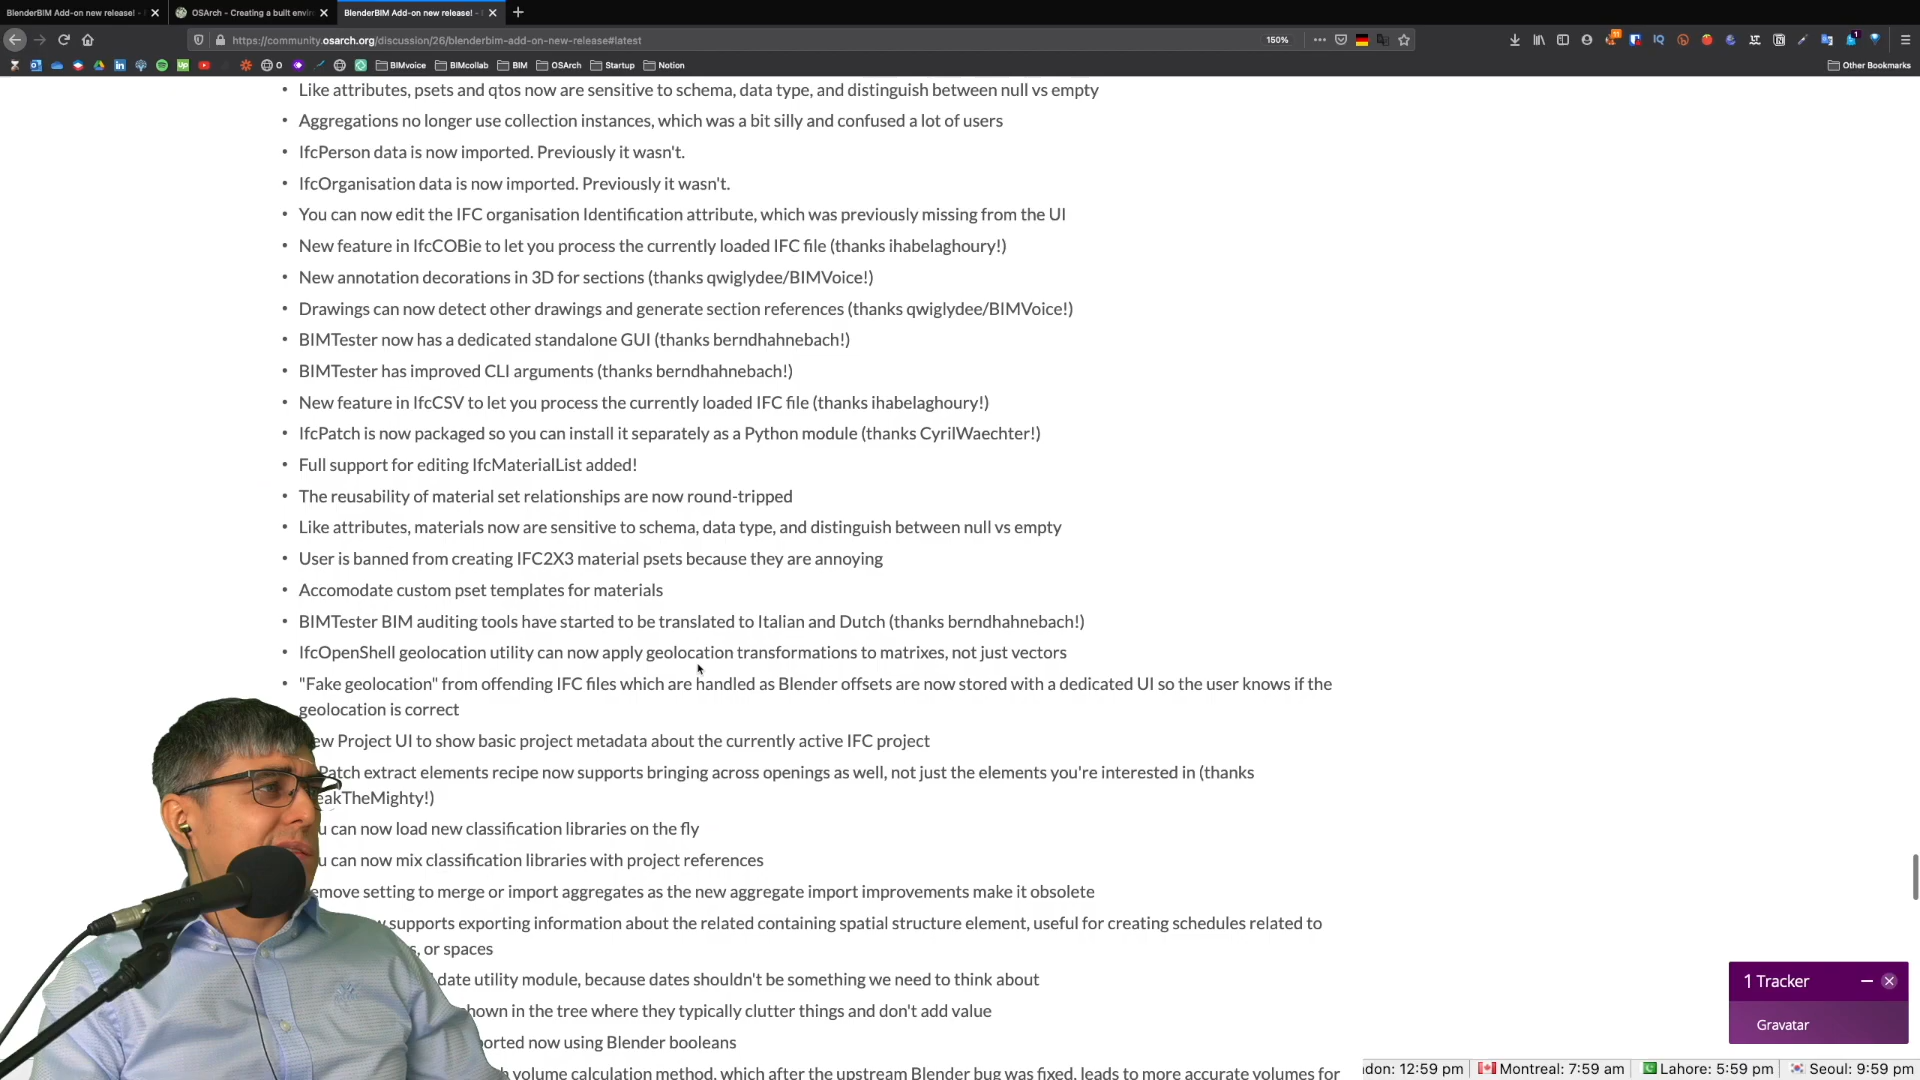 BlenderBIM Add-on new release! -
OSArch - Creating a built envir
BlenderBIM Add-on new release! -
https://community.osarch.org/discussion/26/blenderbim-add-on-new-release#latest
150%
BIMvoice
BIMcollab
BIM
OSArch
Startup
Notion
Other Bookmarks
• Like attributes, psets and qtos now are sensitive to schema, data type, and distinguish between null vs empty
• Aggregations no longer use collection instances, which was a bit silly and confused a lot of users
• IfcPerson data is now imported. Previously it wasn't.
• IfcOrganisation data is now imported. Previously it wasn't.
• You can now edit the IFC organisation Identification attribute, which was previously missing from the UI
• New feature in IfcCOBie to let you process the currently loaded IFC file (thanks ihabelaghoury!)
• New annotation decorations in 3D for sections (thanks qwiglydee/BIMVoice!)
• Drawings can now detect other drawings and generate section references (thanks qwiglydee/BIMVoice!)
• BIMTester now has a dedicated standalone GUI (thanks berndhahnebach!)
• BIMTester has improved CLI arguments (thanks berndhahnebach!)
• New feature in IfcCSV to let you process the currently loaded IFC file (thanks ihabelaghoury!)
• IfcPatch is now packaged so you can install it separately as a Python module (thanks CyrilWaechter!)
• Full support for editing IfcMaterialList added!
• The reusability of material set relationships are now round-tripped
• Like attributes, materials now are sensitive to schema, data type, and distinguish between null vs empty
• User is banned from creating IFC2X3 material psets because they are annoying
• Accomodate custom pset templates for materials
• BIMTester BIM auditing tools have started to be translated to Italian and Dutch (thanks berndhahnebach!)
• IfcOpenShell geolocation utility can now apply geolocation transformations to matrixes, not just vectors
• "Fake geolocation" from offending IFC files which are handled as Blender offsets are now stored with a dedicated UI so the user knows if the
geolocation is correct
ew Project UI to show basic project metadata about the currently active IFC project
Patch extract elements recipe now supports bringing across openings as well, not just the elements you're interested in (thanks
eakTheMighty!)
u can now load new classification libraries on the fly
u can now mix classification libraries with project references
emove setting to merge or import aggregates as the new aggregate import improvements make it obsolete
w supports exporting information about the related containing spatial structure element, useful for creating schedules related to
s, or spaces
date utility module, because dates shouldn't be something we need to think about
hown in the tree where they typically clutter things and don't add value
ported now using Blender booleans
h volume calculation method, which after the upstream Blender bug was fixed, leads to more accurate volumes for
1 Tracker
Gravatar
don: 12:59 pm
Montreal: 7:59 am
Lahore: 5:59 pm
Seoul: 9:59 pm